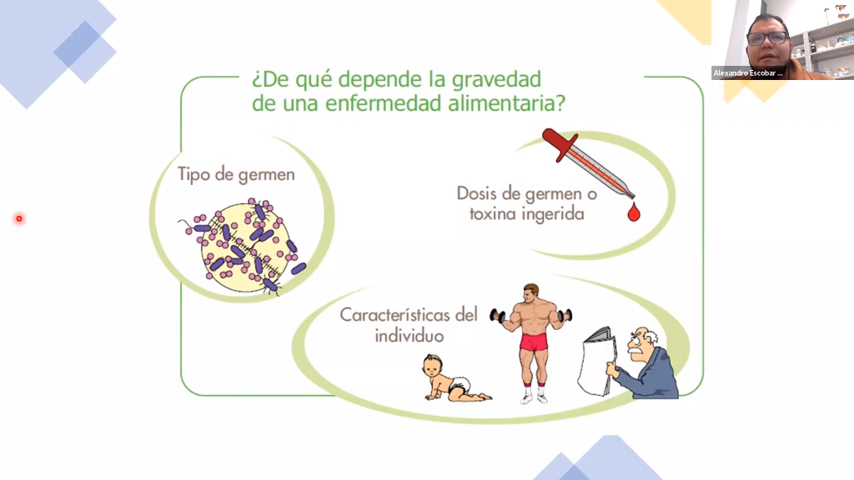 ¿De qué depende la gravedad
de una enfermedad alimentaria?
Alexandro Escobar ...
Tipo de germen
Dosis de germen o
toxina ingerida
Características del
individuo